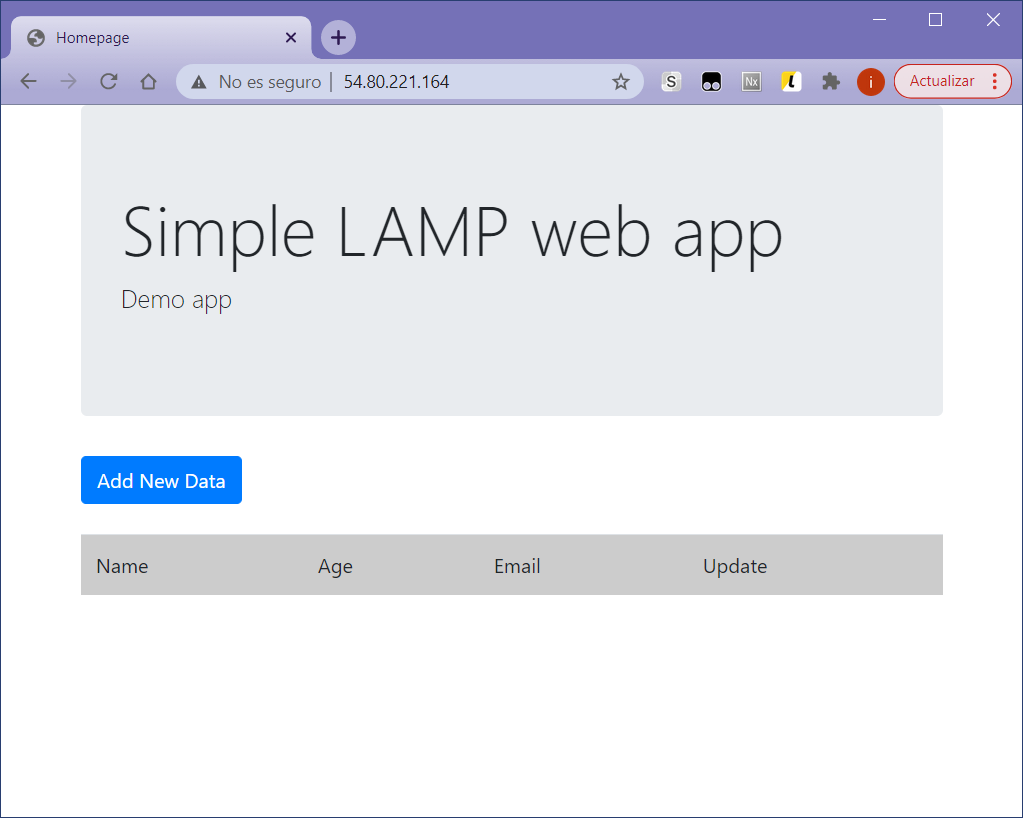 Homepage
No es seguro | 54.80.221.164
S
Nx
L
i
Actualizar
Simple LAMP web app
Demo app
Add New Data
Name Age Email Update